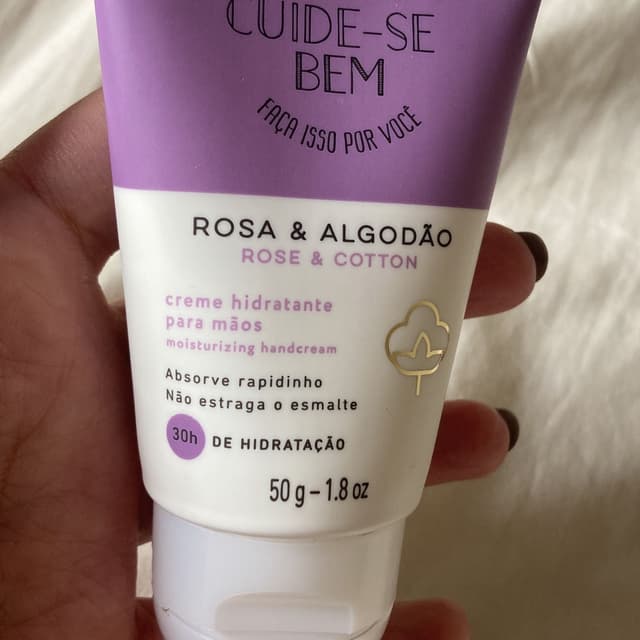 CUIDE-SE
BEM
FAÇA ISSO POR VOCÊ
ROSA & ALGODÃO
ROSE & COTTON
creme hidratante
para mãos
moisturizing handcream
Absorve rapidinho
Não estraga o esmalte
30h DE HIDRATAÇÃO
50 g – 1.8 oz